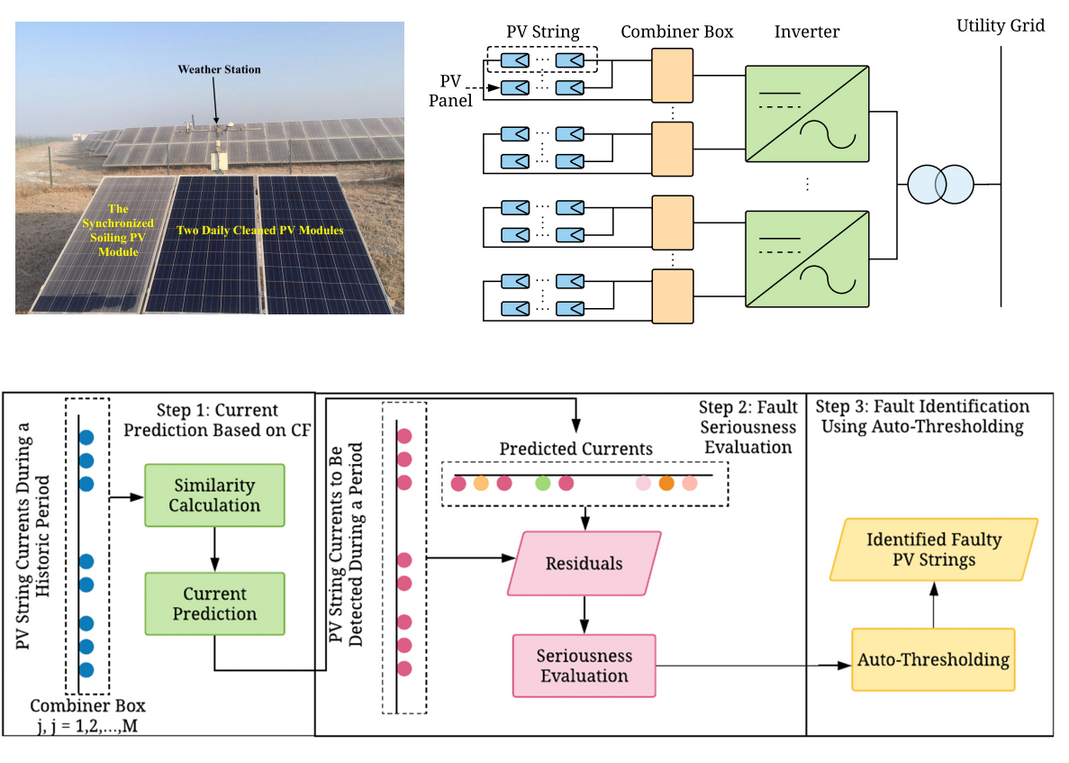 Weather Station
The
Synchronized
Soiling PV
Module
Two Daily Cleaned PV Modules
PV String
Combiner Box
Inverter
Utility Grid
PV
Panel
Step 1: Current
Prediction Based on CF
PV String Currents During a
Historic Period
Similarity
Calculation
Current
Prediction
Combiner Box
j, j = 1,2,...,M
Step 2: Fault
Seriousness
Evaluation
PV String Currents to Be
Detected During a Period
Predicted Currents
Residuals
Seriousness
Evaluation
Step 3: Fault Identification
Using Auto-Thresholding
Identified Faulty
PV Strings
Auto-Thresholding